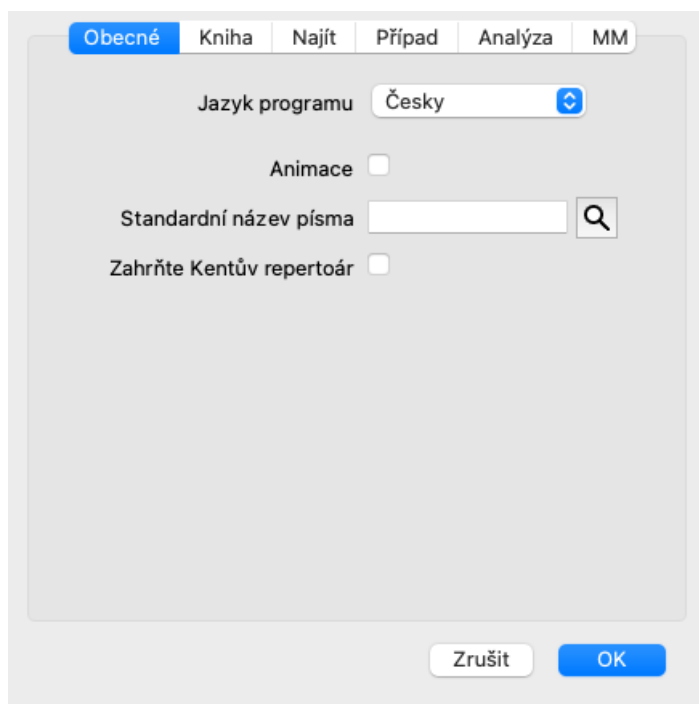 Obecné Kniha Najít Případ Analýza MM
Jazyk programu Česky
Animace
Standardní název písma
Zahrňte Kentův repertoár
Zrušit OK